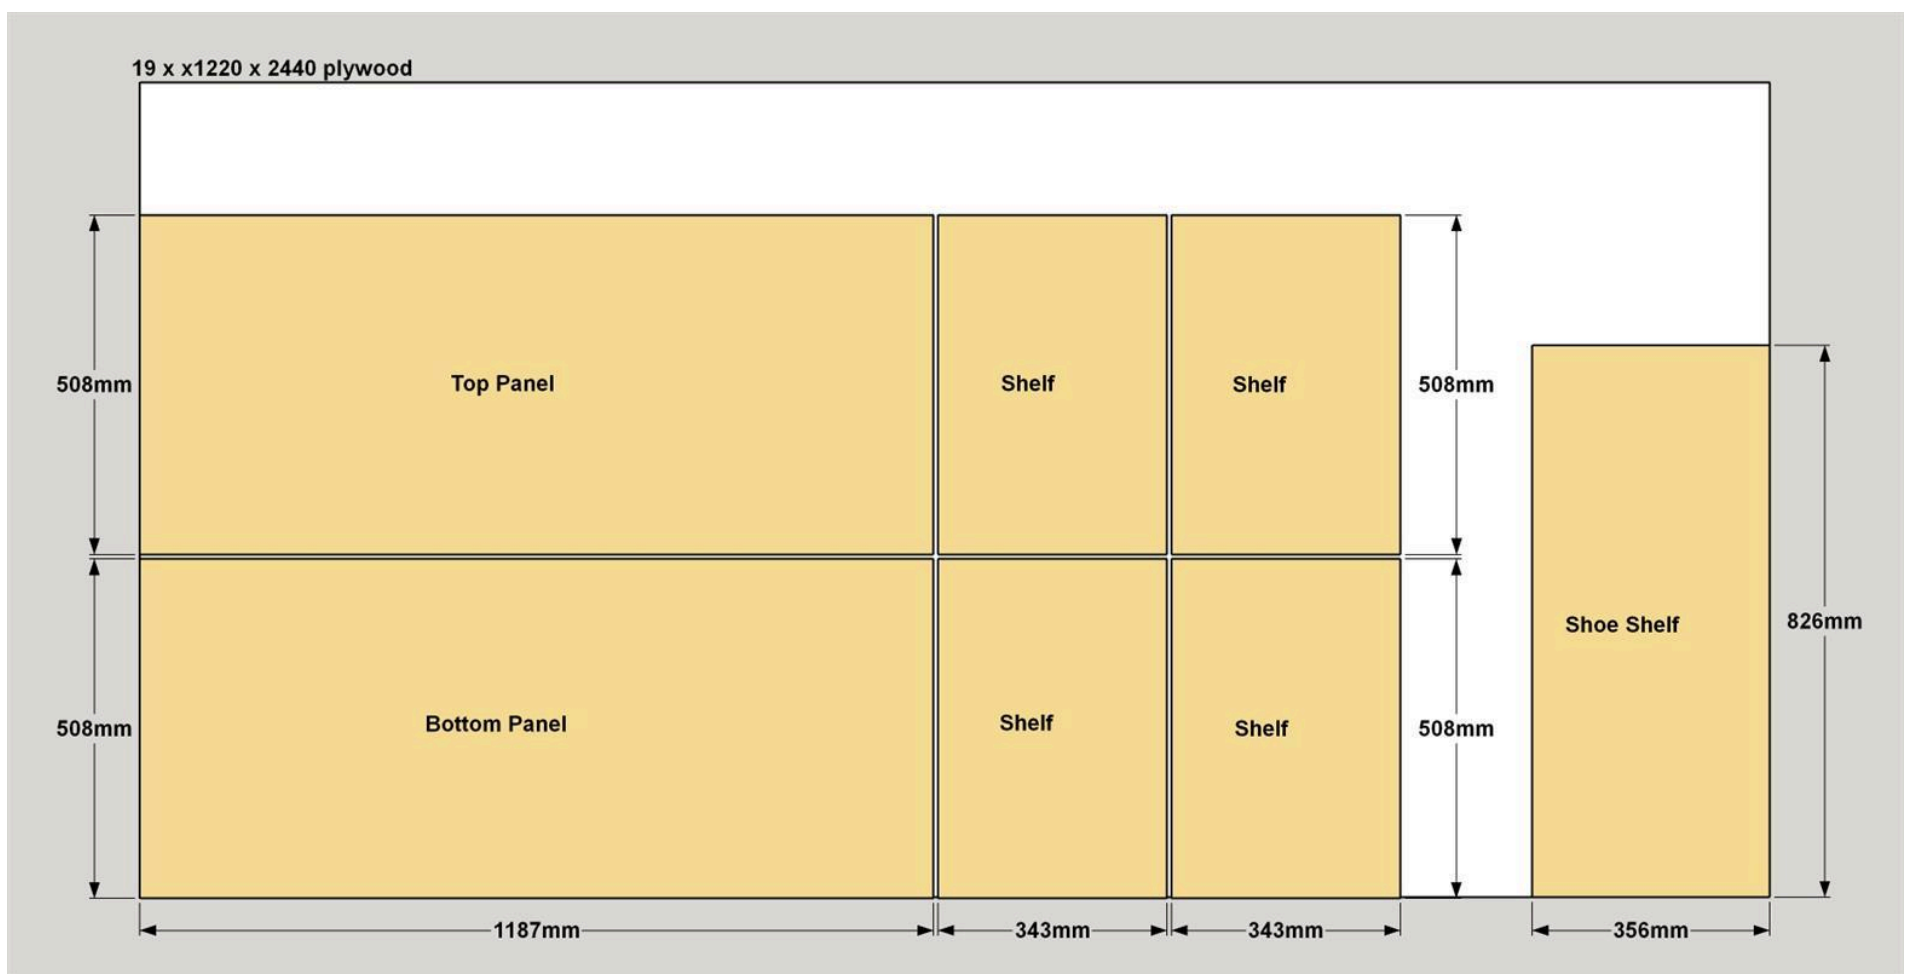 19 x x1220 x 2440 plywood
508mm
Top Panel
Shelf
Shelf
508mm
508mm
Bottom Panel
Shelf
Shelf
508mm
Shoe Shelf
826mm
1187mm
343mm
343mm
356mm